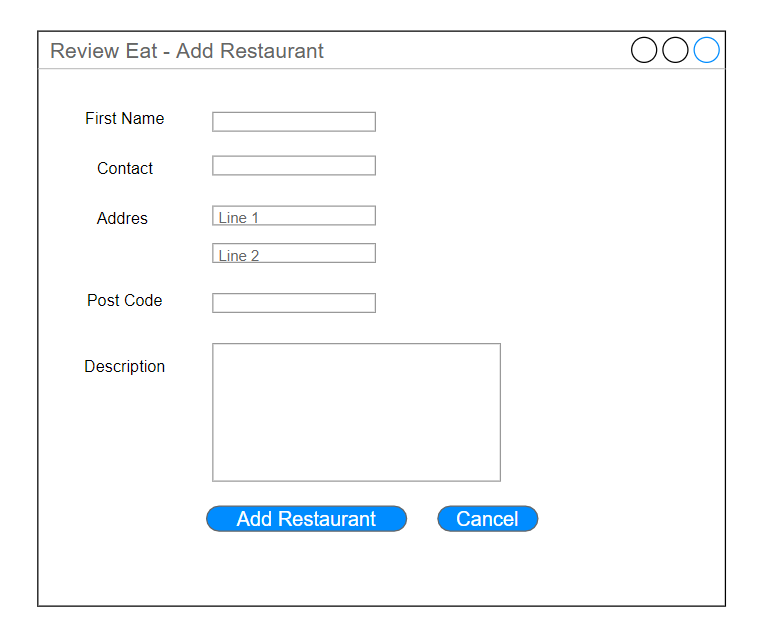 Review Eat - Add Restaurant
First Name
Contact
Addres
Line 1
Line 2
Post Code
Description
Add Restaurant
Cancel